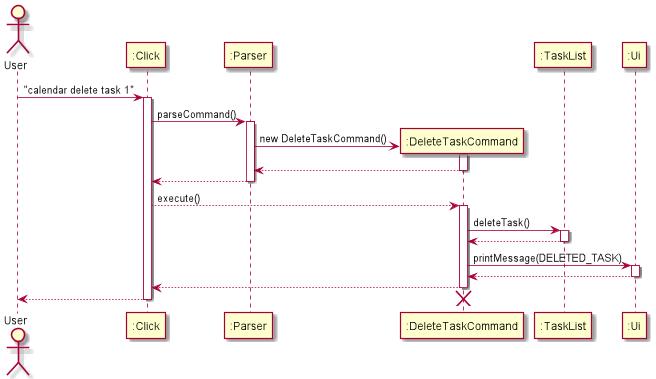 User
:Click
:Parser
:TaskList
:Ui
"calendar delete task 1"
parseCommand()
new DeleteTaskCommand()
:DeleteTaskCommand
execute()
deleteTask()
printMessage(DELETED_TASK)
User
:Click
:Parser
:DeleteTaskCommand
:TaskList
:Ui